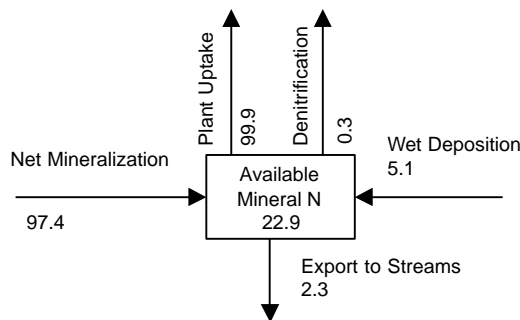 Plant Uptake
99.9
Denitrification
0.3
Net Mineralization
97.4
Available
Mineral N
22.9
Wet Deposition
5.1
Export to Streams
2.3